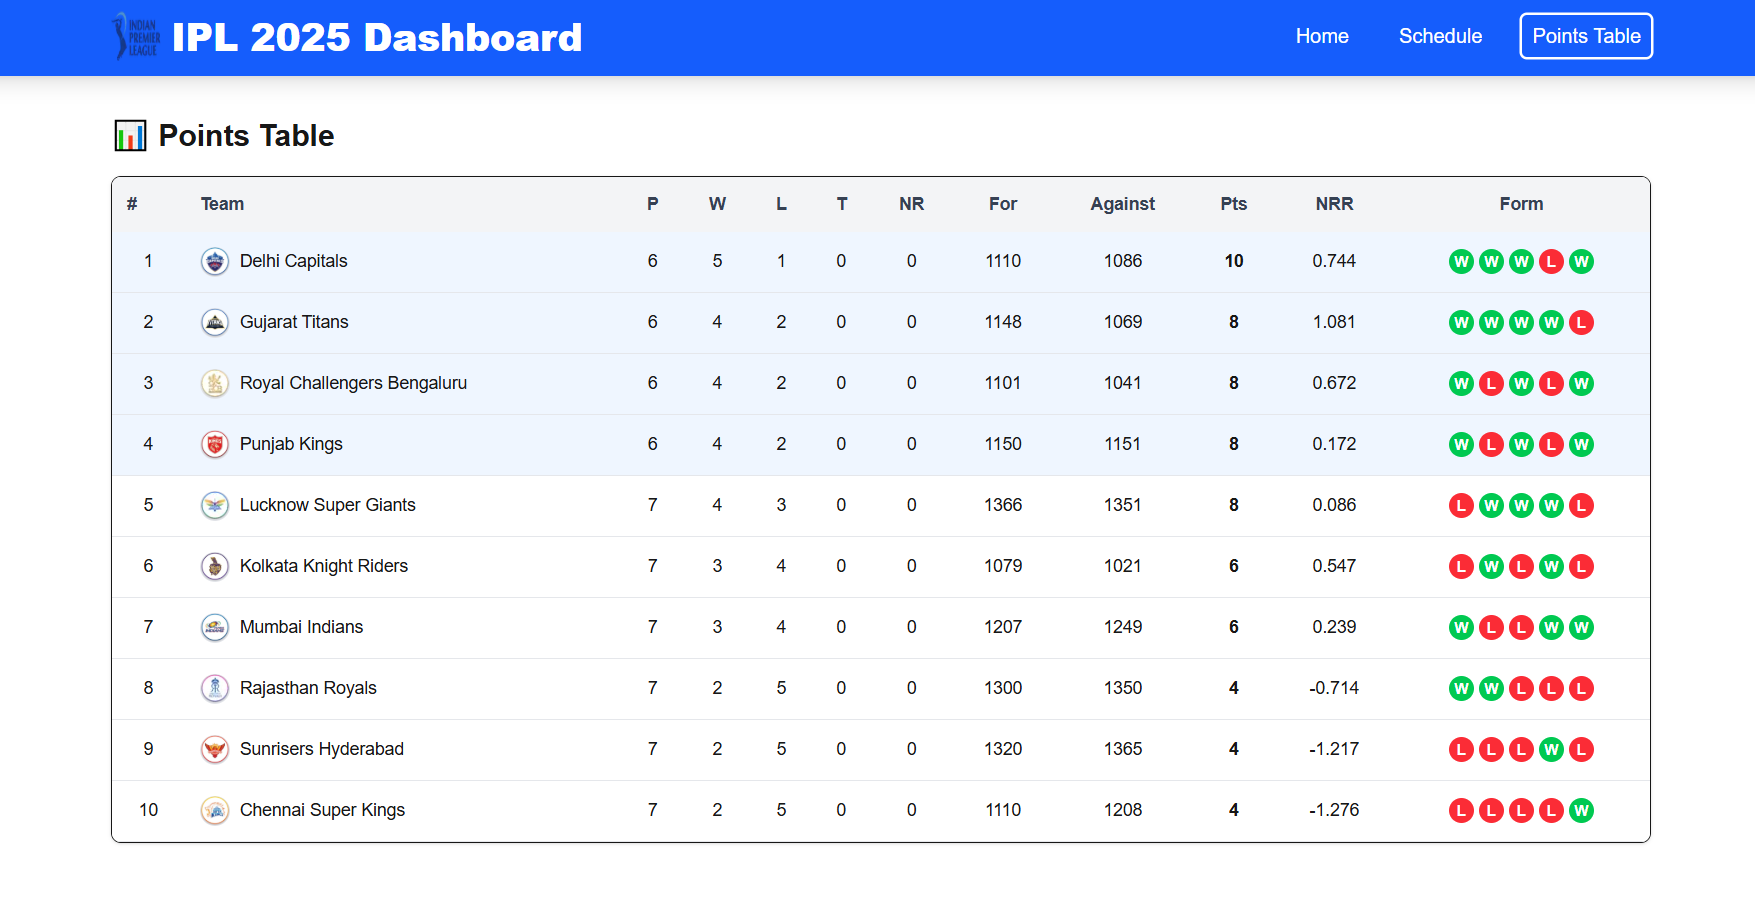 INDIAN
PREMIER
LEAGUE
IPL 2025 Dashboard
Home Schedule Points Table
Points Table
# Team P W L T NR For Against Pts NRR Form
1 Delhi Capitals 6 5 1 0 0 1110 1086 10 0.744 W W W L W
2 Gujarat Titans 6 4 2 0 0 1148 1069 8 1.081 W W W W L
3 Royal Challengers Bengaluru 6 4 2 0 0 1101 1041 8 0.672 W L W L W
4 Punjab Kings 6 4 2 0 0 1150 1151 8 0.172 W L W L W
5 Lucknow Super Giants 7 4 3 0 0 1366 1351 8 0.086 L W W W L
6 Kolkata Knight Riders 7 3 4 0 0 1079 1021 6 0.547 L W L W L
7 Mumbai Indians 7 3 4 0 0 1207 1249 6 0.239 W L L W W
8 Rajasthan Royals 7 2 5 0 0 1300 1350 4 -0.714 W W L L L
9 Sunrisers Hyderabad 7 2 5 0 0 1320 1365 4 -1.217 L L L W L
10 Chennai Super Kings 7 2 5 0 0 1110 1208 4 -1.276 L L L L W